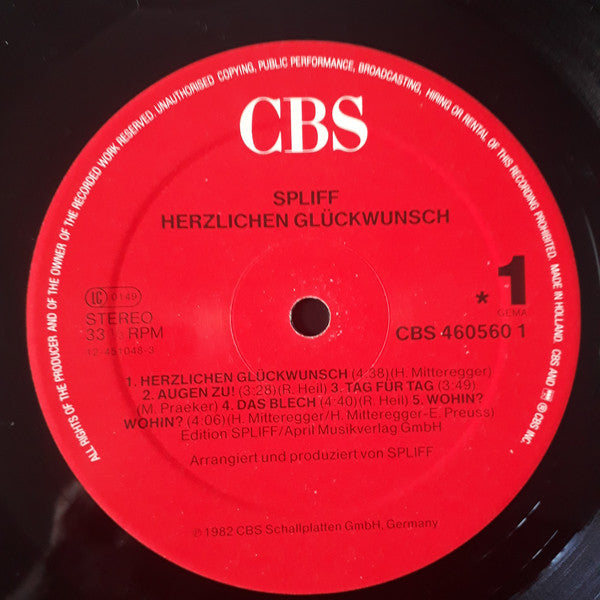 ALL RIGHTS OF THE PRODUCER AND OF THE OWNER OF THE RECORDED WORK RESERVED. UNAUTHORISED COPYING, PUBLIC PERFORMANCE, BROADCASTING, HIRING OR RENTAL OF THIS RECORDING PROHIBITED. MADE IN HOLLAND. CBS AND ® CBS INC.
CBS
SPLIFF
HERZLICHEN GLÜCKWUNSCH
LC 0149
STEREO
33 1/3 RPM
12-451048-3
* 1
GEMA
CBS 460560 1
1. HERZLICHEN GLÜCKWUNSCH (4:38)(H. Mitteregger)
2. AUGEN ZU! (3:28)(R. Heil) 3. TAG FÜR TAG (3:49)
(M. Praeker) 4. DAS BLECH (4:40)(R. Heil) 5. WOHIN?
WOHIN? (4:06)(H. Mitteregger/H. Mitteregger-E. Preuss)
Edition SPLIFF/April Musikverlag GmbH
Arrangiert und produziert von SPLIFF
℗ 1982 CBS Schallplatten GmbH, Germany